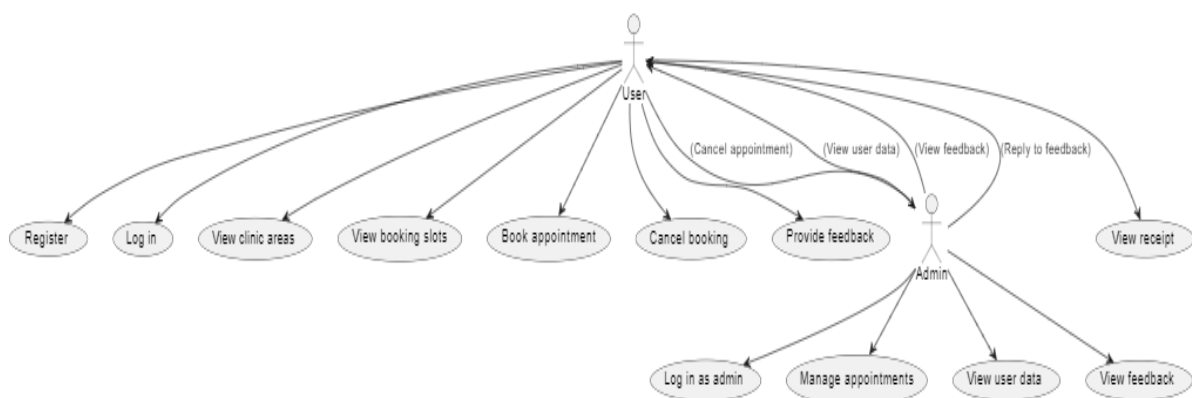 User
(Cancel appointment)
(View user data)
(View feedback)
(Reply to feedback)
Register
Log in
View clinic areas
View booking slots
Book appointment
Cancel booking
Provide feedback
View receipt
Admin
Log in as admin
Manage appointments
View user data
View feedback